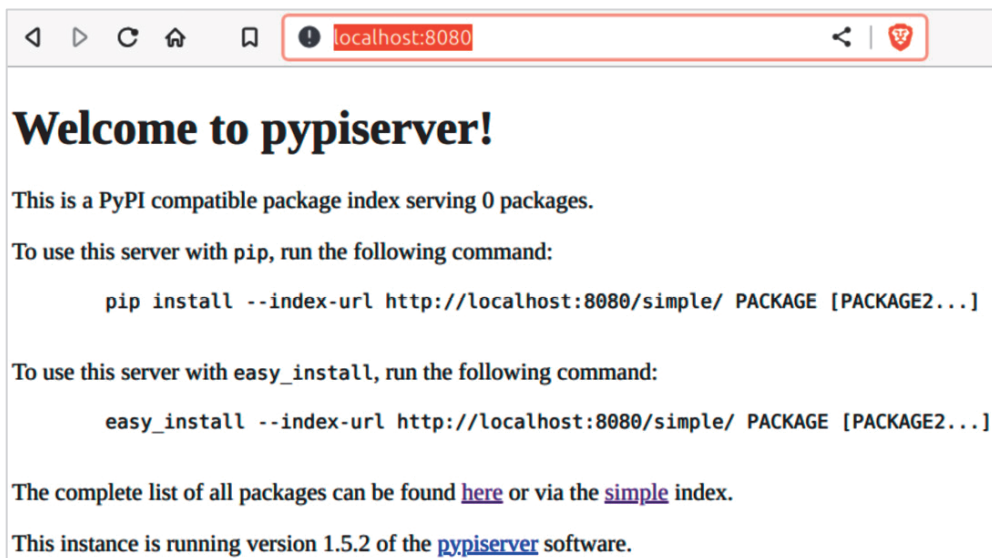 localhost:8080
Welcome to pypiserver!
This is a PyPI compatible package index serving 0 packages.
To use this server with pip, run the following command:
pip install --index-url http://localhost:8080/simple/ PACKAGE [PACKAGE2...]
To use this server with easy_install, run the following command:
easy_install --index-url http://localhost:8080/simple/ PACKAGE [PACKAGE2...]
The complete list of all packages can be found here or via the simple index.
This instance is running version 1.5.2 of the pypiserver software.